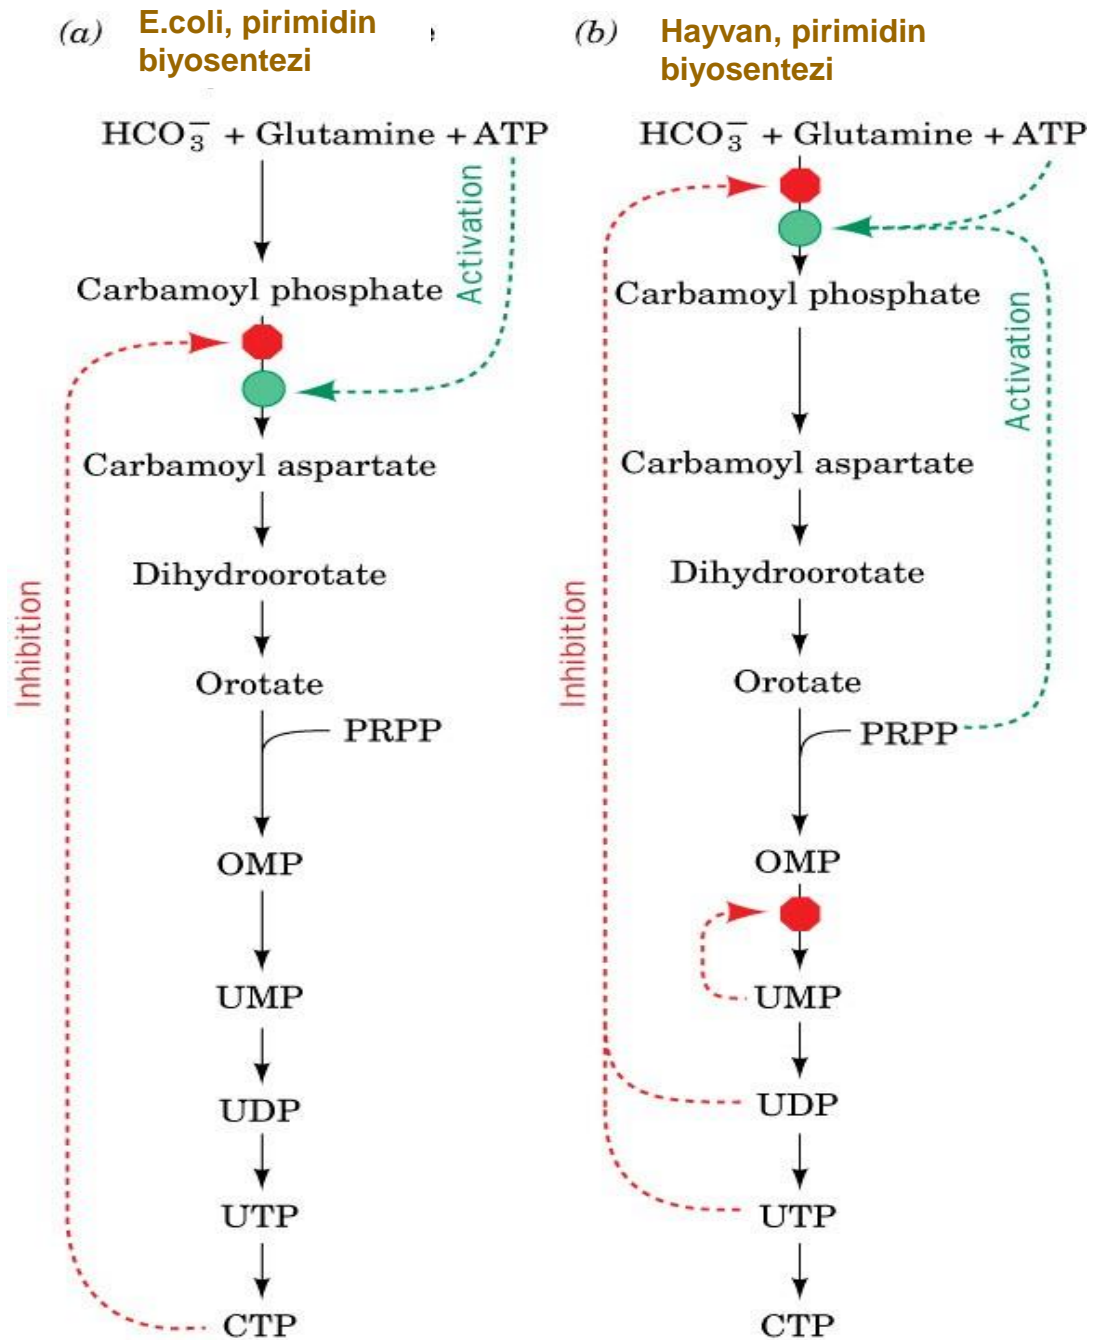 (a) E.coli, pirimidin
biyosentezi
HCO3− + Glutamine + ATP
Activation
Carbamoyl phosphate
Carbamoyl aspartate
Dihydroorotate
Inhibition
Orotate
PRPP
OMP
UMP
UDP
UTP
CTP
(b) Hayvan, pirimidin
biyosentezi
HCO3− + Glutamine + ATP
Carbamoyl phosphate
Activation
Carbamoyl aspartate
Dihydroorotate
Inhibition
Orotate
PRPP
OMP
UMP
UDP
UTP
CTP